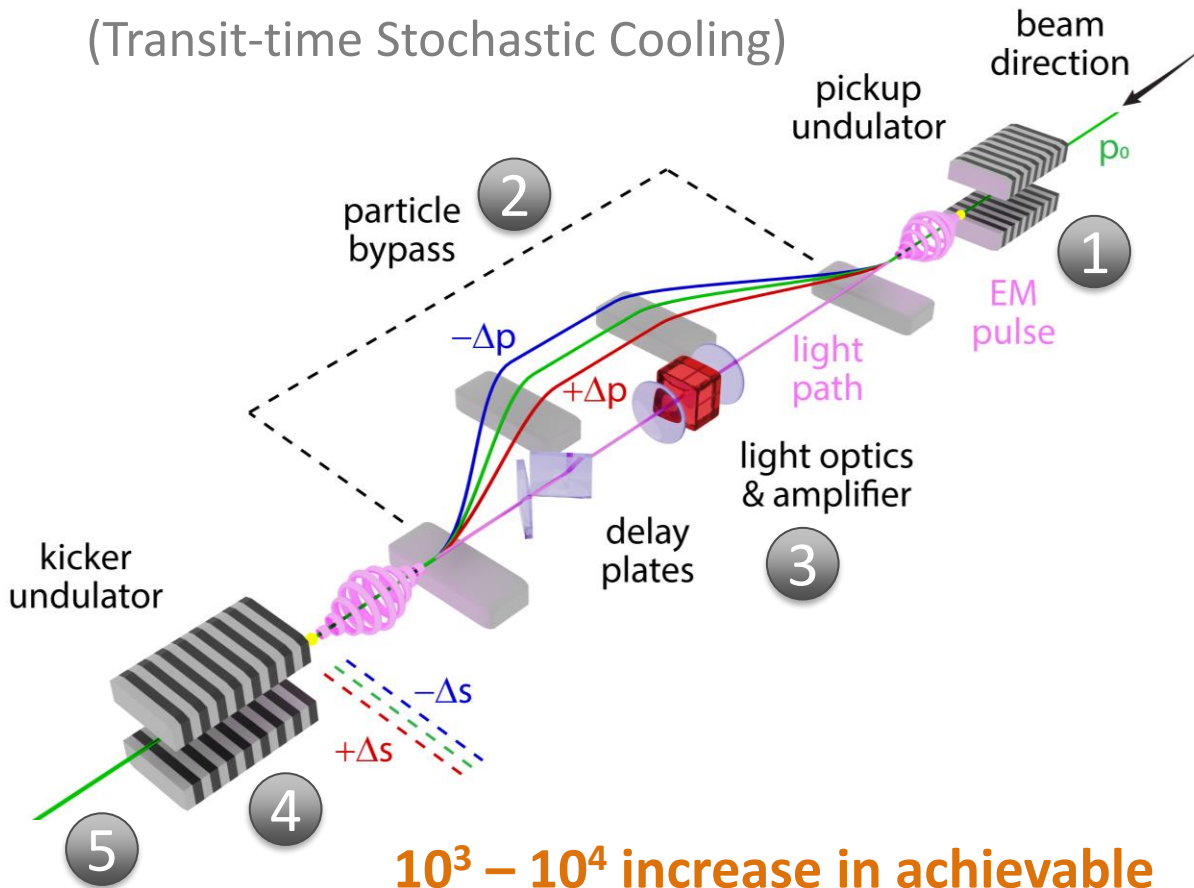 (Transit-time Stochastic Cooling)
beam
direction
pickup
undulator
p₀
2
particle
bypass
1
EM
pulse
−Δp
light
path
+Δp
light optics
& amplifier
delay
plates
3
kicker
undulator
−Δs
+Δs
4
5
10³ – 10⁴ increase in achievable